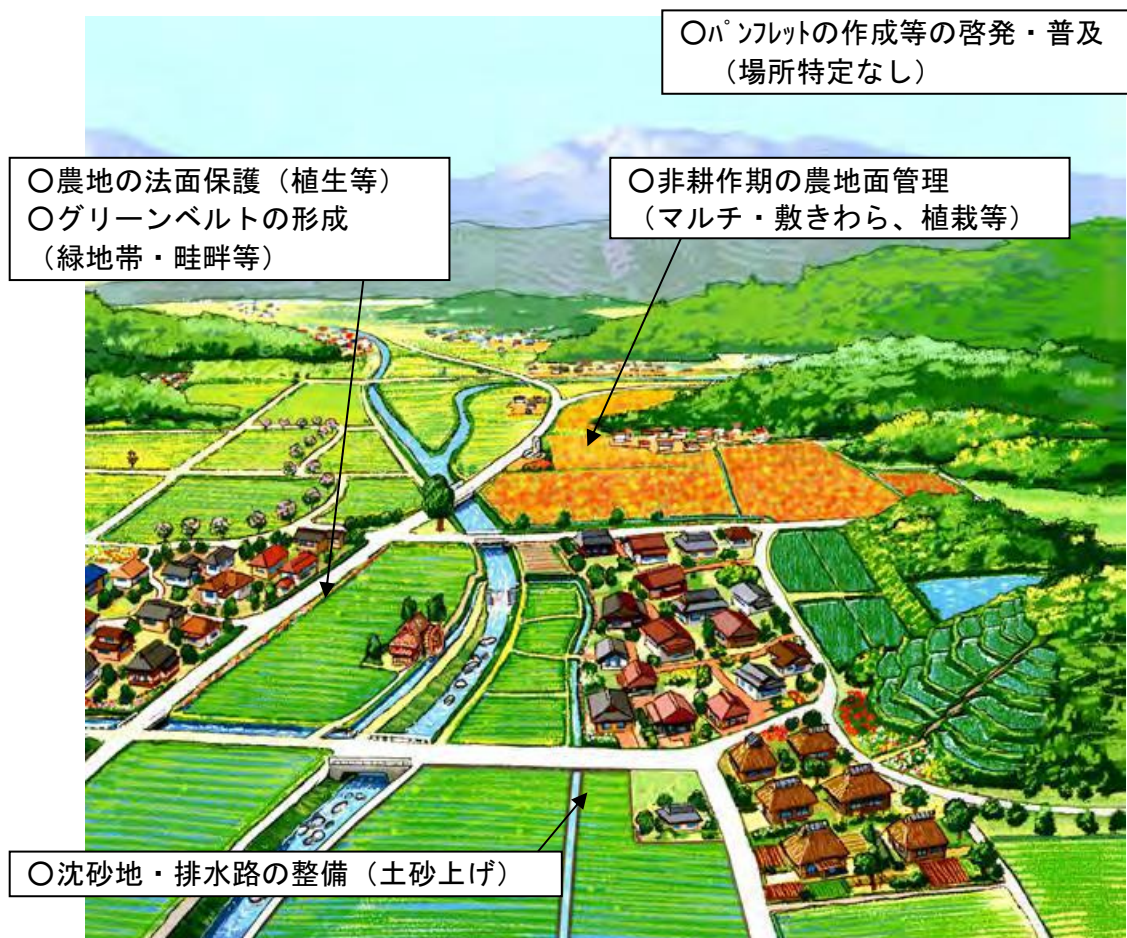 ○ﾊﾟﾝﾌﾚｯﾄの作成等の啓発・普及
（場所特定なし）
○農地の法面保護（植生等）
○グリーンベルトの形成
（緑地帯・畦畔等）
○非耕作期の農地面管理
（マルチ・敷きわら、植栽等）
○沈砂地・排水路の整備（土砂上げ）